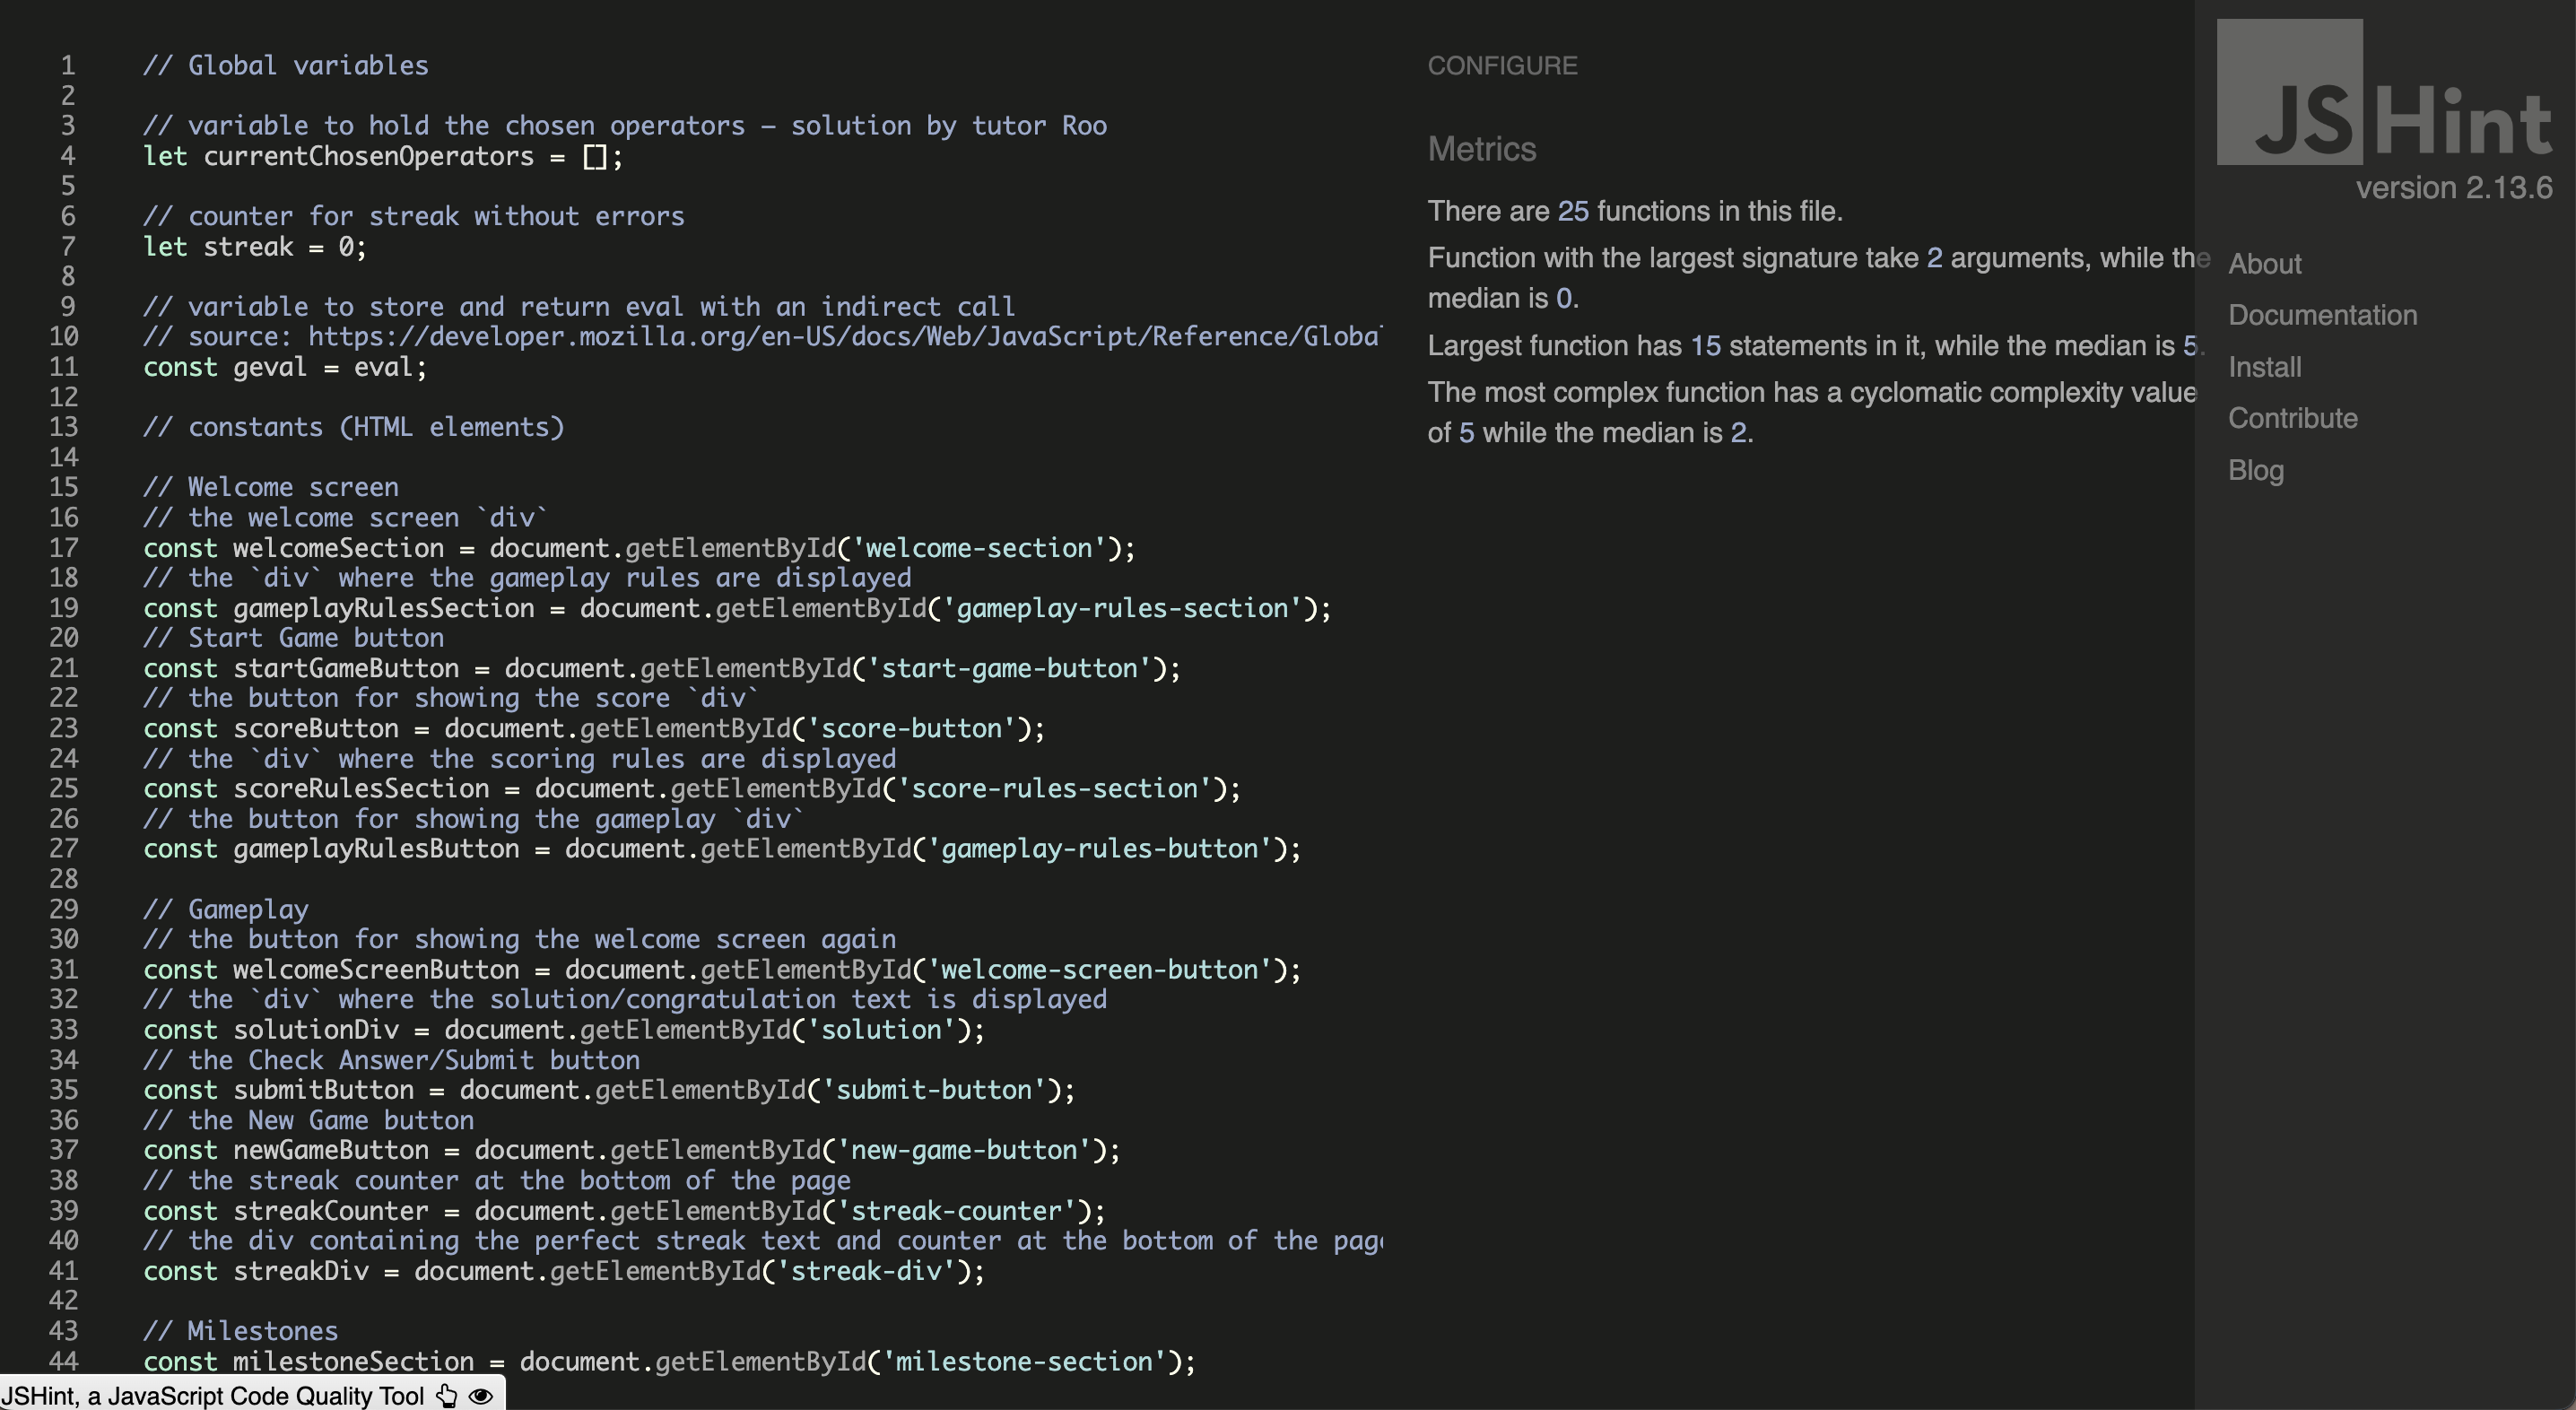 1 // Global variables
2
3 // variable to hold the chosen operators – solution by tutor Roo
4 let currentChosenOperators = [];
5
6 // counter for streak without errors
7 let streak = 0;
8
9 // variable to store and return eval with an indirect call
10 // source: https://developer.mozilla.org/en-US/docs/Web/JavaScript/Reference/Global
11 const geval = eval;
12
13 // constants (HTML elements)
14
15 // Welcome screen
16 // the welcome screen `div`
17 const welcomeSection = document.getElementById('welcome-section');
18 // the `div` where the gameplay rules are displayed
19 const gameplayRulesSection = document.getElementById('gameplay-rules-section');
20 // Start Game button
21 const startGameButton = document.getElementById('start-game-button');
22 // the button for showing the score `div`
23 const scoreButton = document.getElementById('score-button');
24 // the `div` where the scoring rules are displayed
25 const scoreRulesSection = document.getElementById('score-rules-section');
26 // the button for showing the gameplay `div`
27 const gameplayRulesButton = document.getElementById('gameplay-rules-button');
28
29 // Gameplay
30 // the button for showing the welcome screen again
31 const welcomeScreenButton = document.getElementById('welcome-screen-button');
32 // the `div` where the solution/congratulation text is displayed
33 const solutionDiv = document.getElementById('solution');
34 // the Check Answer/Submit button
35 const submitButton = document.getElementById('submit-button');
36 // the New Game button
37 const newGameButton = document.getElementById('new-game-button');
38 // the streak counter at the bottom of the page
39 const streakCounter = document.getElementById('streak-counter');
40 // the div containing the perfect streak text and counter at the bottom of the page
41 const streakDiv = document.getElementById('streak-div');
42
43 // Milestones
44 const milestoneSection = document.getElementById('milestone-section');
JSHint, a JavaScript Code Quality Tool
CONFIGURE
Metrics
There are 25 functions in this file.
Function with the largest signature take 2 arguments, while the
median is 0.
Largest function has 15 statements in it, while the median is 5.
The most complex function has a cyclomatic complexity value
of 5 while the median is 2.
JSHint
version 2.13.6
About
Documentation
Install
Contribute
Blog